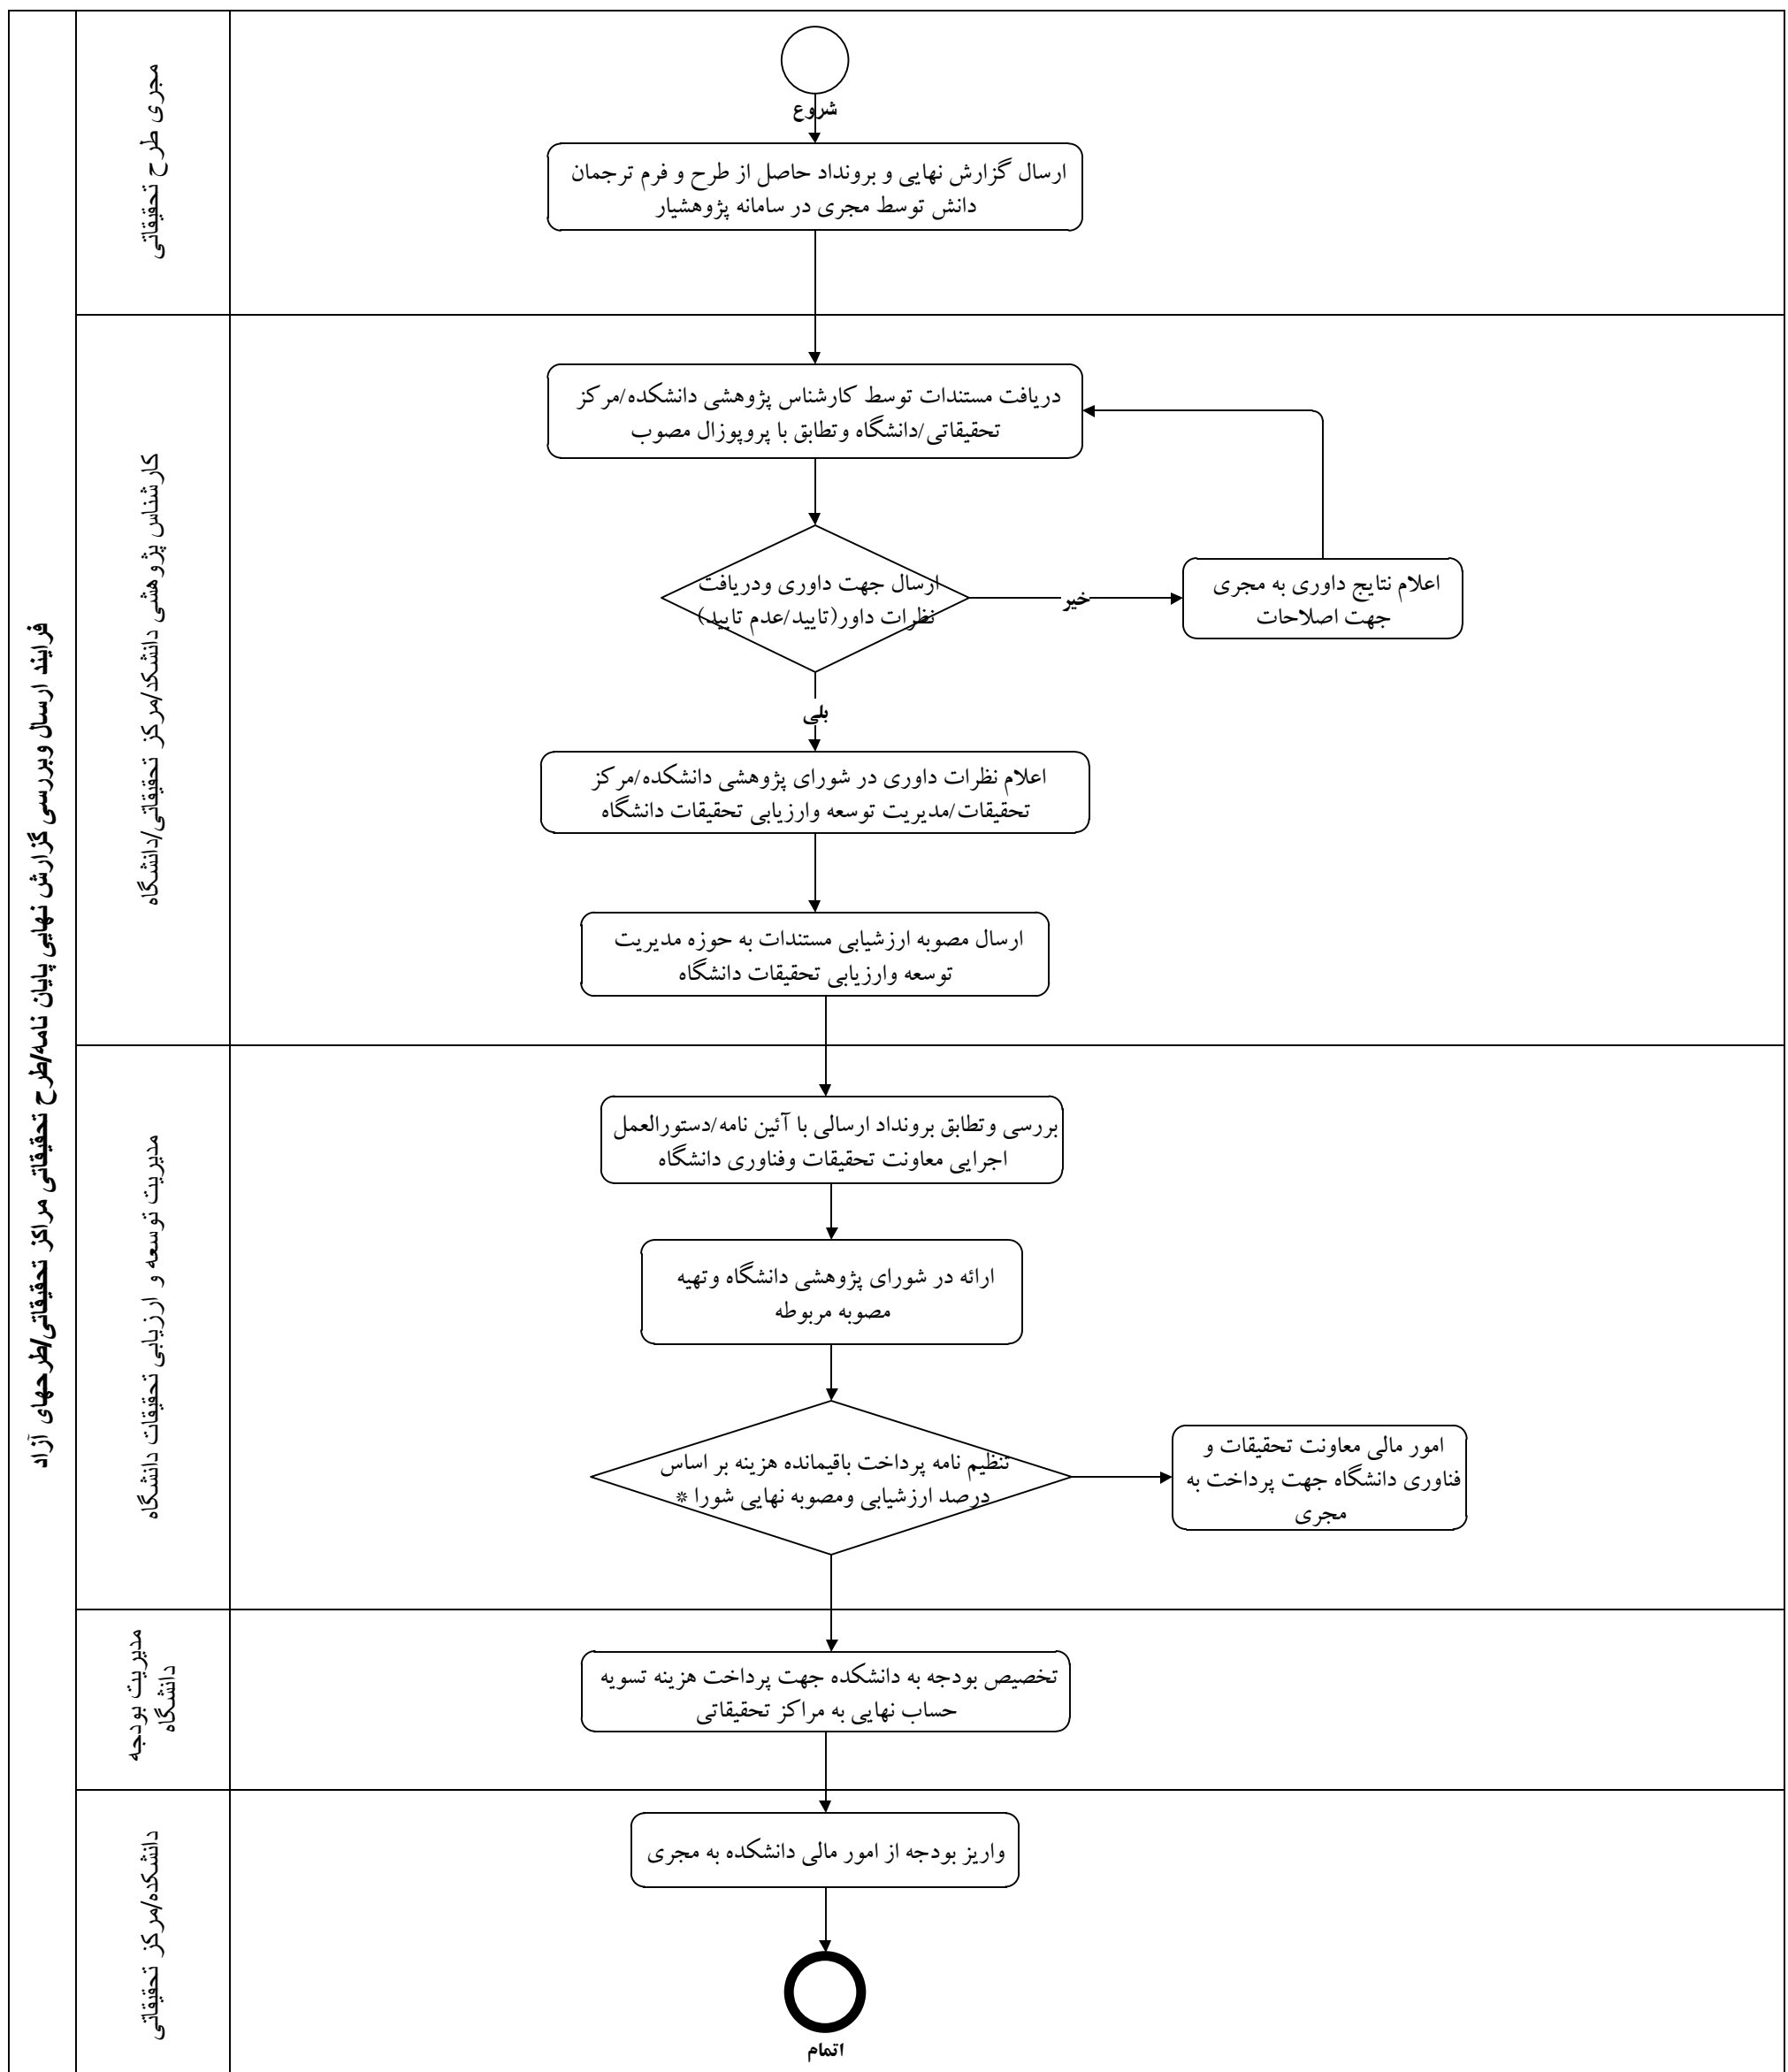 فرایند ارسال وبررسی گزارش نهایی پایان نامه/طرح تحقیقاتی مراکز تحقیقاتی/طرحهای آزاد
مجری طرح تحقیقاتی
شروع
ارسال گزارش نهایی و برونداد حاصل از طرح و فرم ترجمان
دانش توسط مجری در سامانه پژوهشیار
کارشناس پژوهشی دانشکد/مرکز تحقیقاتی/دانشگاه
دریافت مستندات توسط کارشناس پژوهشی دانشکده/مرکز
تحقیقاتی/دانشگاه وتطابق با پروپوزال مصوب
ارسال جهت داوری ودریافت
نظرات داور(تایید/عدم تایید)
خیر
اعلام نتایج داوری به مجری
جهت اصلاحات
بلی
اعلام نظرات داوری در شورای پژوهشی دانشکده/مرکز
تحقیقات/مدیریت توسعه وارزیابی تحقیقات دانشگاه
ارسال مصوبه ارزشیابی مستندات به حوزه مدیریت
توسعه وارزیابی تحقیقات دانشگاه
مدیریت توسعه و ارزیابی تحقیقات دانشگاه
بررسی وتطابق برونداد ارسالی با آئین نامه/دستورالعمل
اجرایی معاونت تحقیقات وفناوری دانشگاه
ارائه در شورای پژوهشی دانشگاه وتهیه
مصوبه مربوطه
تنظیم نامه پرداخت باقیمانده هزینه بر اساس
درصد ارزشیابی ومصوبه نهایی شورا *
امور مالی معاونت تحقیقات و
فناوری دانشگاه جهت پرداخت به
مجری
مدیریت بودجه
دانشگاه
تخصیص بودجه به دانشکده جهت پرداخت هزینه تسویه
حساب نهایی به مراکز تحقیقاتی
دانشکده/مرکز تحقیقاتی
واریز بودجه از امور مالی دانشکده به مجری
اتمام